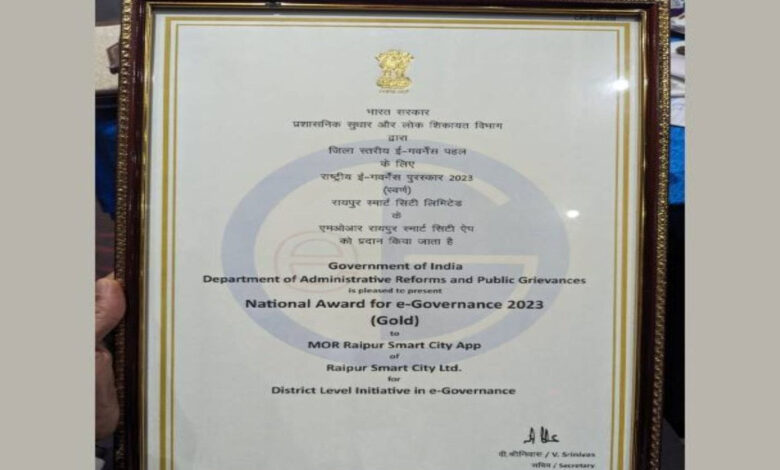 भारत सरकार
प्रशासनिक सुधार और लोक शिकायत विभाग
द्वारा
जिला स्तरीय ई-गवर्नेंस पहल
के लिए
राष्ट्रीय ई-गवर्नेंस पुरस्कार 2023
(स्वर्ण)
रायपुर स्मार्ट सिटी लिमिटेड
के
एमओआर रायपुर स्मार्ट सिटी ऐप
को प्रदान किया जाता है
Government of India
Department of Administrative Reforms and Public Grievances
is pleased to present
National Award for e-Governance 2023
(Gold)
to
MOR Raipur Smart City App
of
Raipur Smart City Ltd.
for
District Level Initiative in e-Governance
वी.श्रीनिवास / V. Srinivas
सचिव / Secretary